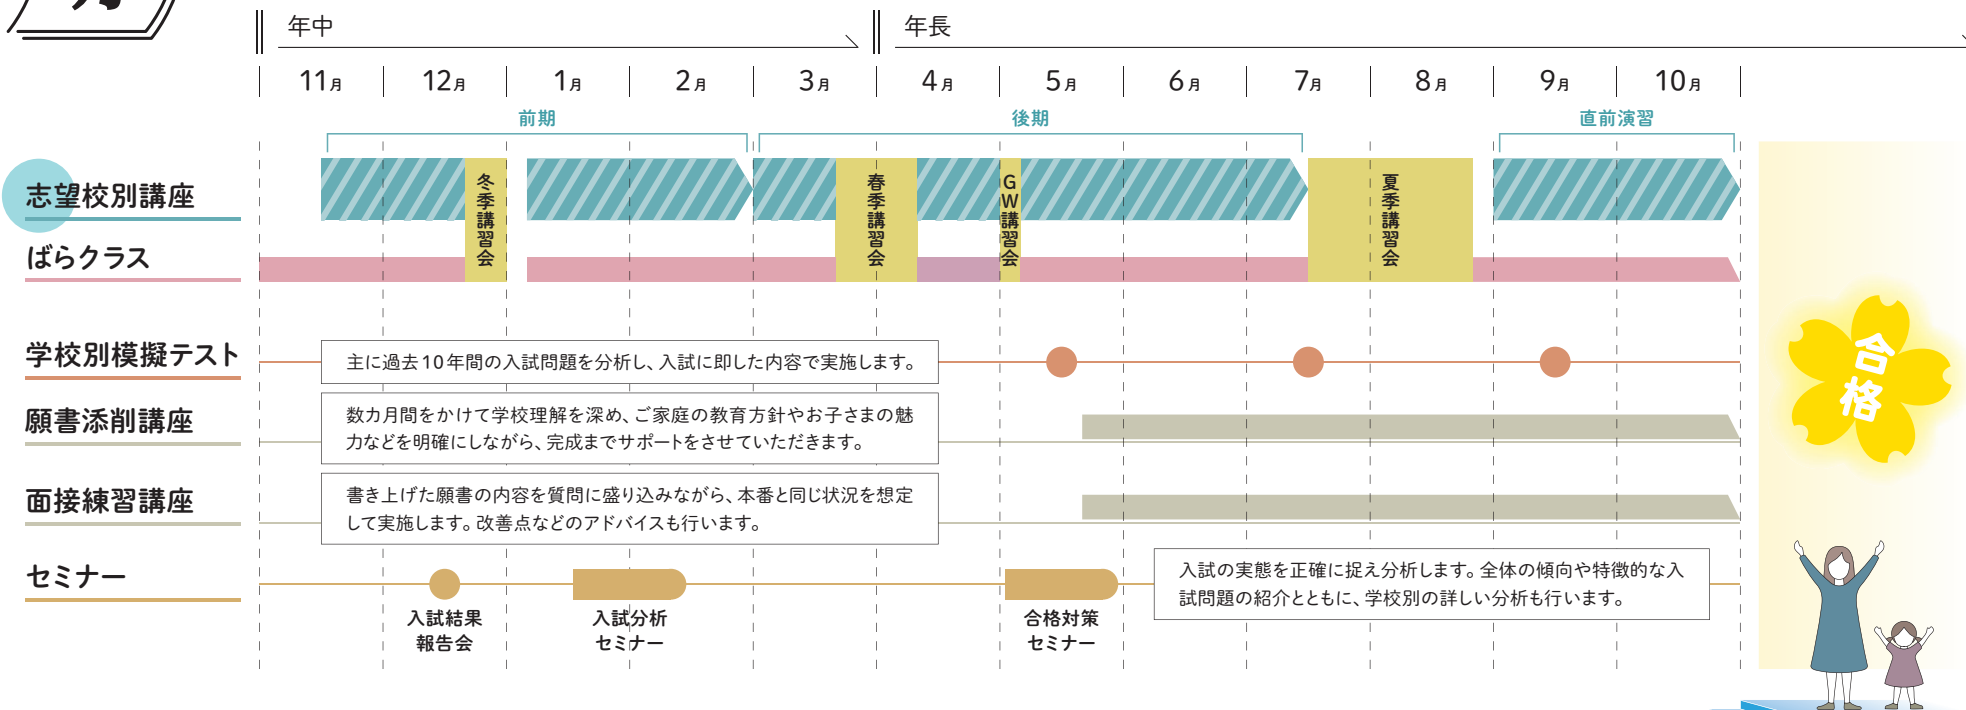 年中
年長
11月
12月
1月
2月
3月
4月
5月
6月
7月
8月
9月
10月
前期
後期
直前演習
志望校別講座
冬季講習会
春季講習会
GW講習会
夏季講習会
ばらクラス
学校別模擬テスト
主に過去10年間の入試問題を分析し、入試に即した内容で実施します。
願書添削講座
数カ月間をかけて学校理解を深め、ご家庭の教育方針やお子さまの魅
力などを明確にしながら、完成までサポートをさせていただきます。
面接練習講座
書き上げた願書の内容を質問に盛り込みながら、本番と同じ状況を想定
して実施します。改善点などのアドバイスも行います。
セミナー
入試結果
報告会
入試分析
セミナー
合格対策
セミナー
入試の実態を正確に捉え分析します。全体の傾向や特徴的な入
試問題の紹介とともに、学校別の詳しい分析も行います。
合格